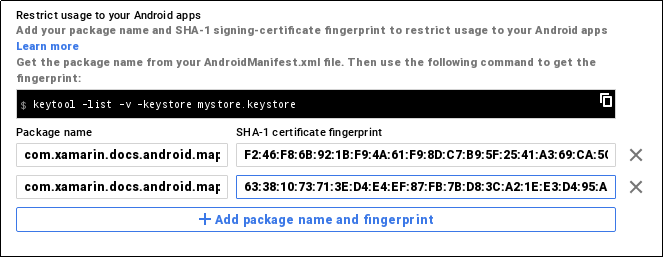 Restrict usage to your Android apps
Add your package name and SHA-1 signing-certificate fingerprint to restrict usage to your Android apps
Learn more
Get the package name from your AndroidManifest.xml file. Then use the following command to get the
fingerprint:
$ keytool -list -v -keystore mystore.keystore
Package name SHA-1 certificate fingerprint
com.xamarin.docs.android.map F2:46:F8:6B:92:1B:F9:4A:61:F9:8D:C7:B9:5F:25:41:A3:69:CA:5
com.xamarin.docs.android.map 63:38:10:73:71:3E:D4:E4:EF:87:FB:7B:D8:3C:A2:1E:E3:D4:95:A
+ Add package name and fingerprint